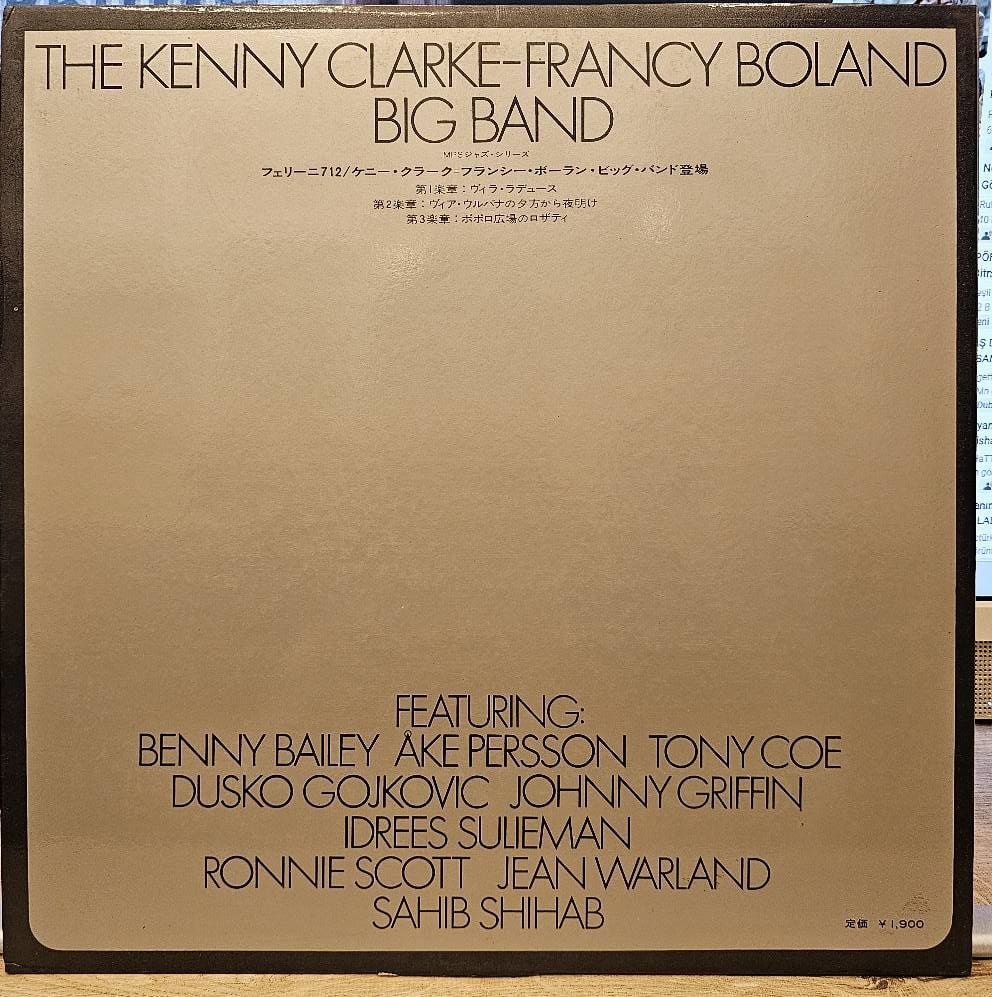 THE KENNY CLARKE-FRANCY BOLAND
BIG BAND
MPSジャズ・シリーズ
フェリーニ712/ケニー・クラーク-フランシー・ボーラン・ビッグ・バンド登場
第1楽章：ヴィラ・ラデュース
第2楽章：ヴィア・ウルバナの夕方から夜明け
第3楽章：ポポロ広場のロザティ
FEATURING:
BENNY BAILEY ÅKE PERSSON TONY COE
DUSKO GOJKOVIC JOHNNY GRIFFIN
IDREES SULIEMAN
RONNIE SCOTT JEAN WARLAND
SAHIB SHIHAB
定価 ¥1,900